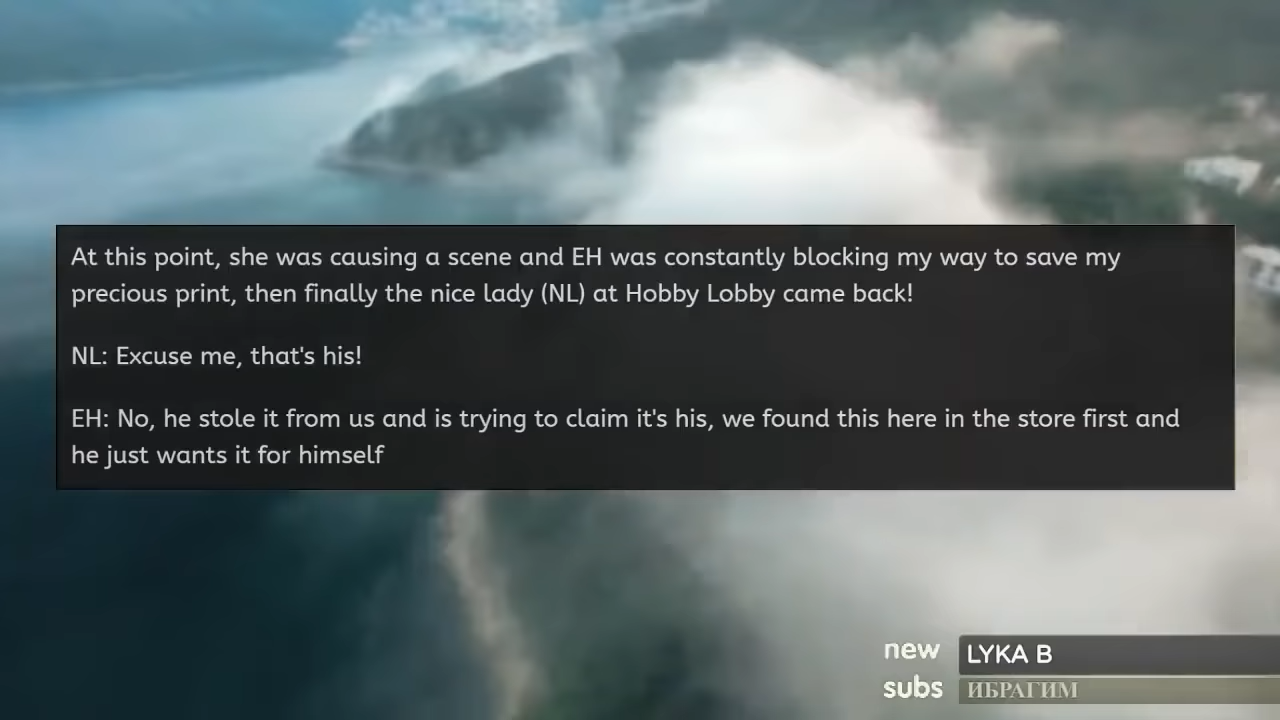 At this point, she was causing a scene and EH was constantly blocking my way to save my
precious print, then finally the nice lady (NL) at Hobby Lobby came back!
NL: Excuse me, that's his!
EH: No, he stole it from us and is trying to claim it's his, we found this here in the store first and
he just wants it for himself
new
LYKA B
subs
ИБРАГИМ